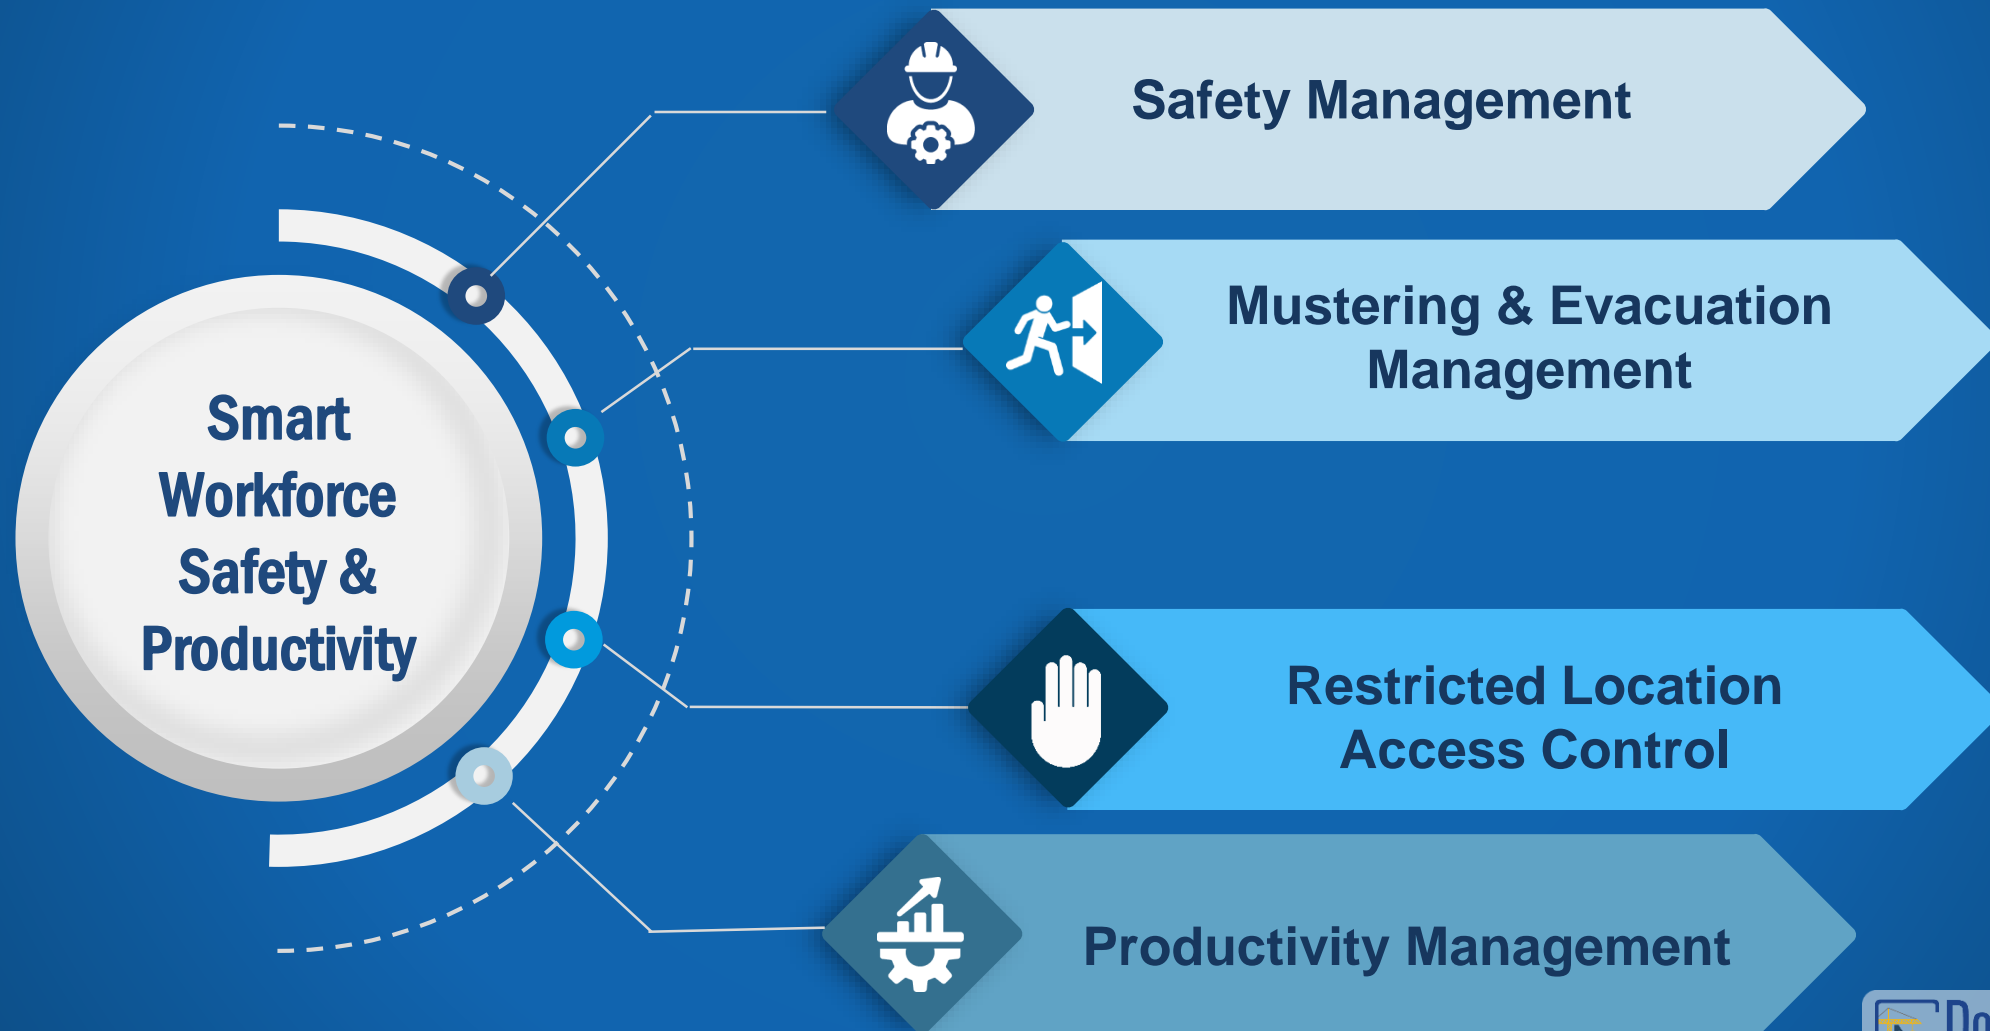 Smart
Workforce
Safety &
Productivity
Safety Management
Mustering & Evacuation
Management
Restricted Location
Access Control
Productivity Management